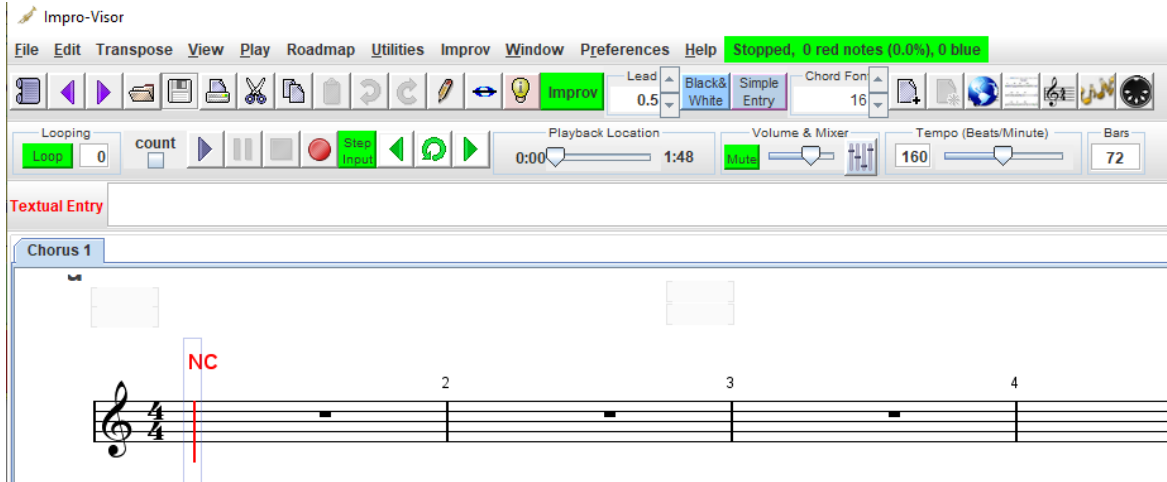 Impro-Visor
File Edit Transpose View Play Roadmap Utilities Improv Window Preferences Help Stopped, 0 red notes (0.0%), 0 blue
Improv Lead 0.5 Black& White Simple Entry Chord Fon 16
Looping Loop 0 count Step Input Playback Location 0:00 1:48 Volume & Mixer Mute Tempo (Beats/Minute) 160 Bars 72
Textual Entry
Chorus 1
NC
2 3 4
4
4